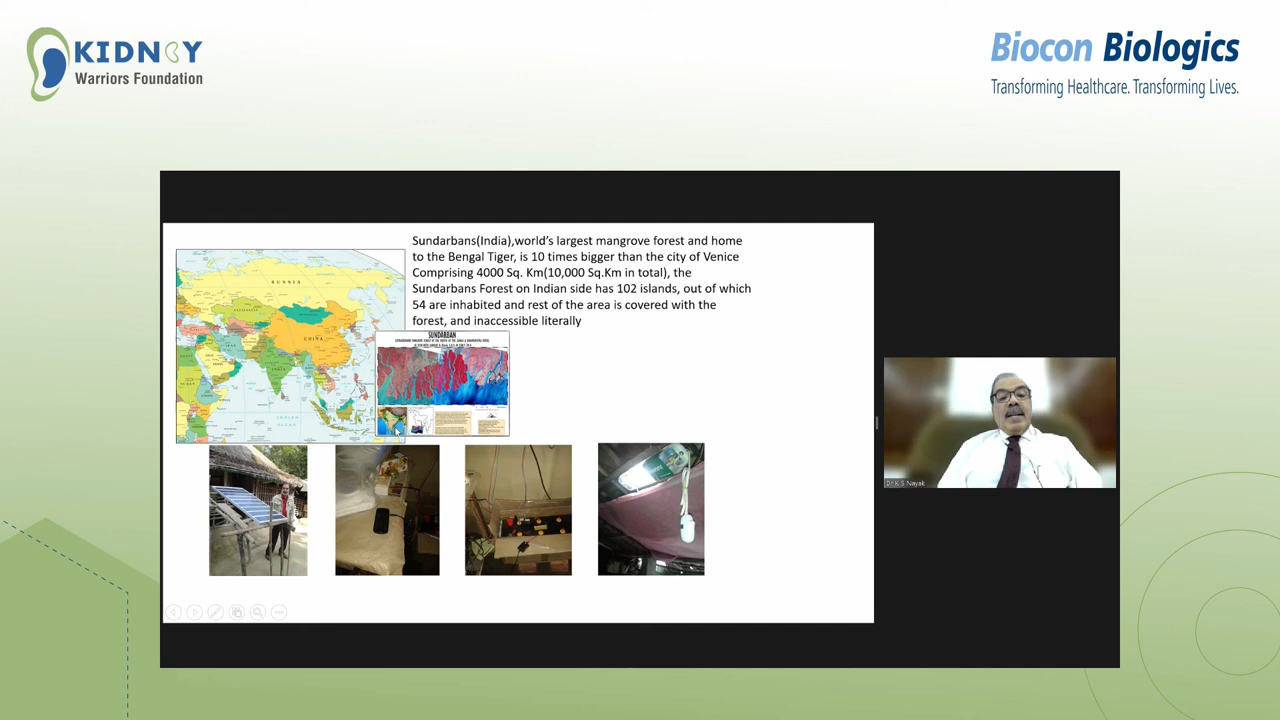 KIDNEY
Warriors Foundation
Biocon Biologics
Transforming Healthcare. Transforming Lives.
Sundarbans(India),world's largest mangrove forest and home
to the Bengal Tiger, is 10 times bigger than the city of Venice
Comprising 4000 Sq. Km(10,000 Sq.Km in total), the
Sundarbans Forest on Indian side has 102 islands, out of which
54 are inhabited and rest of the area is covered with the
forest, and inaccessible literally
RUSSIA
CHINA
INDIA
SUNDARBAN
Dr K S Nayak